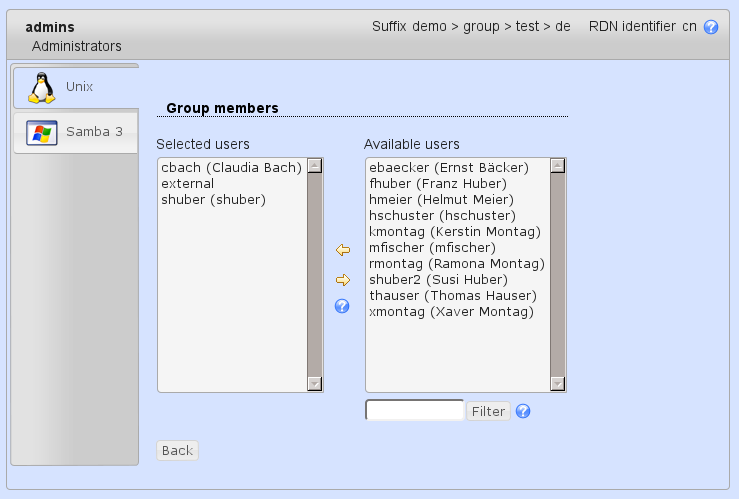 admins
Suffix demo > group > test > de RDN identifier cn
Administrators
Unix
Samba 3
Group members
Selected users
cbach (Claudia Bach)
external
shuber (shuber)
Available users
ebaecker (Ernst Bäcker)
fhuber (Franz Huber)
hmeier (Helmut Meier)
hschuster (hschuster)
kmontag (Kerstin Montag)
mfischer (mfischer)
rmontag (Ramona Montag)
shuber2 (Susi Huber)
thauser (Thomas Hauser)
xmontag (Xaver Montag)
Filter
Back